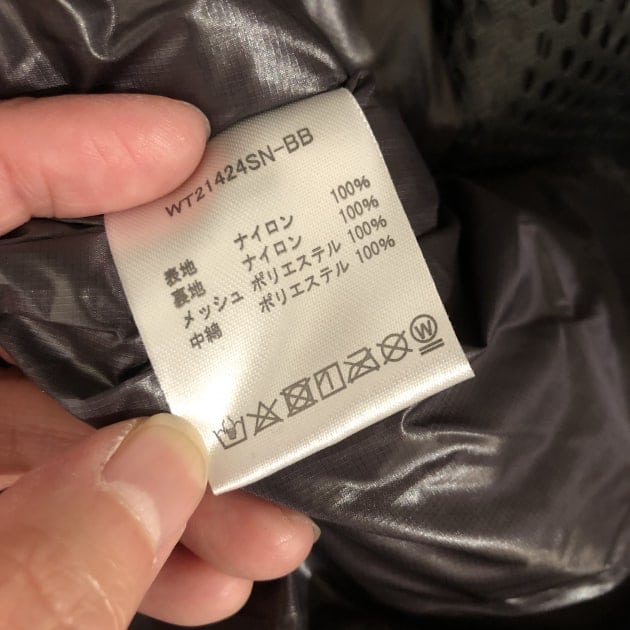 WT21424SN-BB
表地 ナイロン 100%
裏地 ナイロン 100%
メッシュ ポリエステル 100%
中綿 ポリエステル 100%
W